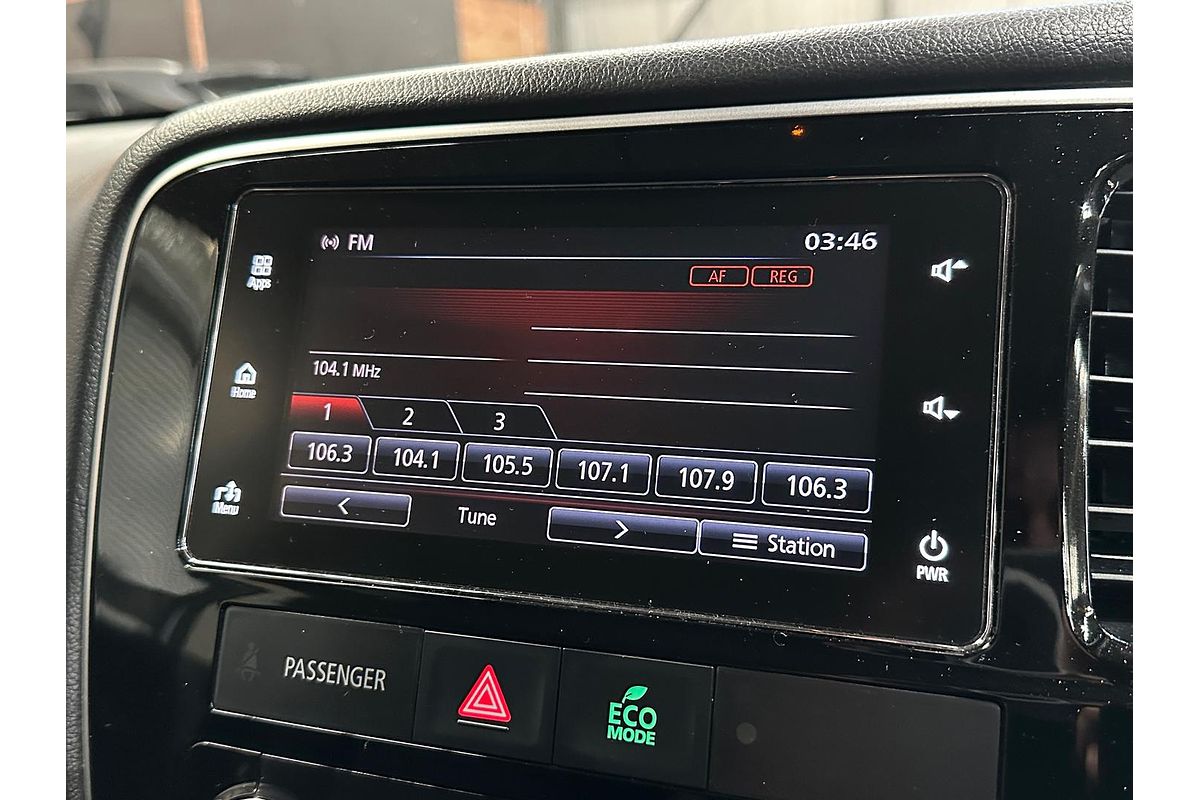 FM 03:46
AF REG
Apps
104.1 MHz
Home
1 2 3
106.3 104.1 105.5 107.1 107.9 106.3
Menu
< Tune > Station
PWR
PASSENGER
ECO
MODE